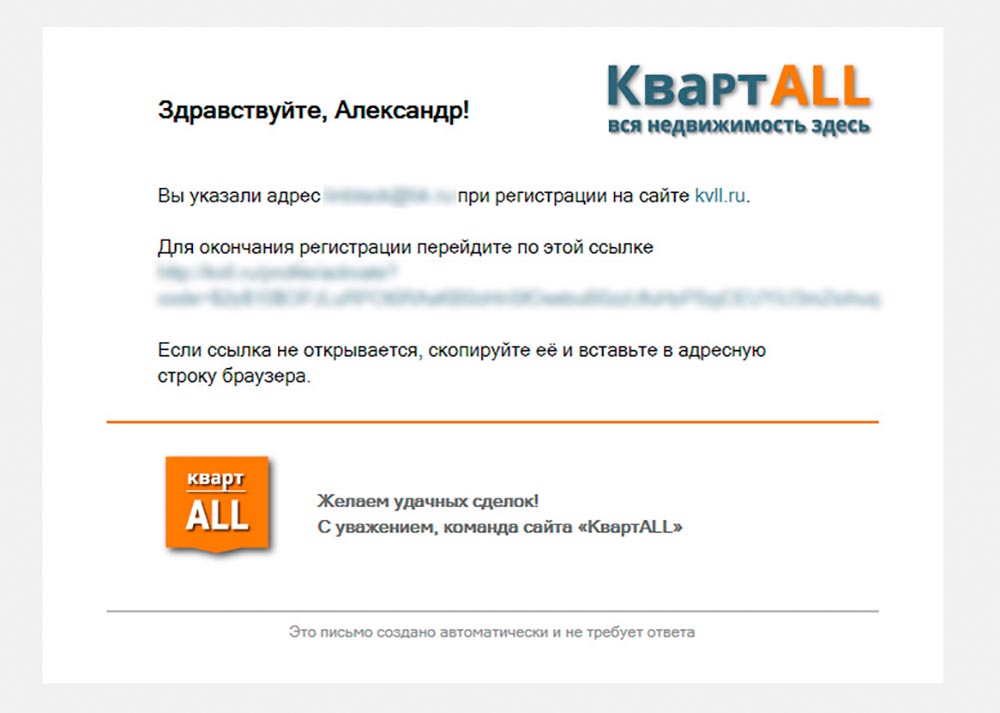 КвартALL
вся недвижимость здесь
Здравствуйте, Александр!
Вы указали адрес при регистрации на сайте kvll.ru.
Для окончания регистрации перейдите по этой ссылке
Если ссылка не открывается, скопируйте её и вставьте в адресную
строку браузера.
кварт
ALL
Желаем удачных сделок!
С уважением, команда сайта «КвартALL»
Это письмо создано автоматически и не требует ответа